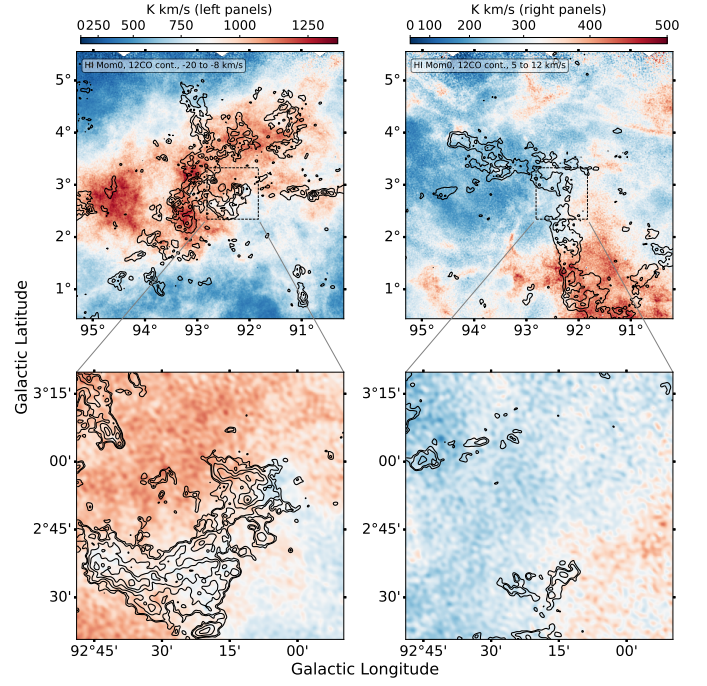 K km/s (left panels)
0250 500 750 1000 1250
K km/s (right panels)
0 100 200 300 400 500
HI Mom0, 12CO cont., -20 to -8 km/s
5°
4°
3°
2°
1°
95° 94° 93° 92° 91°
HI Mom0, 12CO cont., 5 to 12 km/s
5°
4°
3°
2°
1°
95° 94° 93° 92° 91°
Galactic Latitude
3°15'
00'
2°45'
30'
92°45' 30' 15' 00'
3°15'
00'
2°45'
30'
92°45' 30' 15' 00'
Galactic Longitude